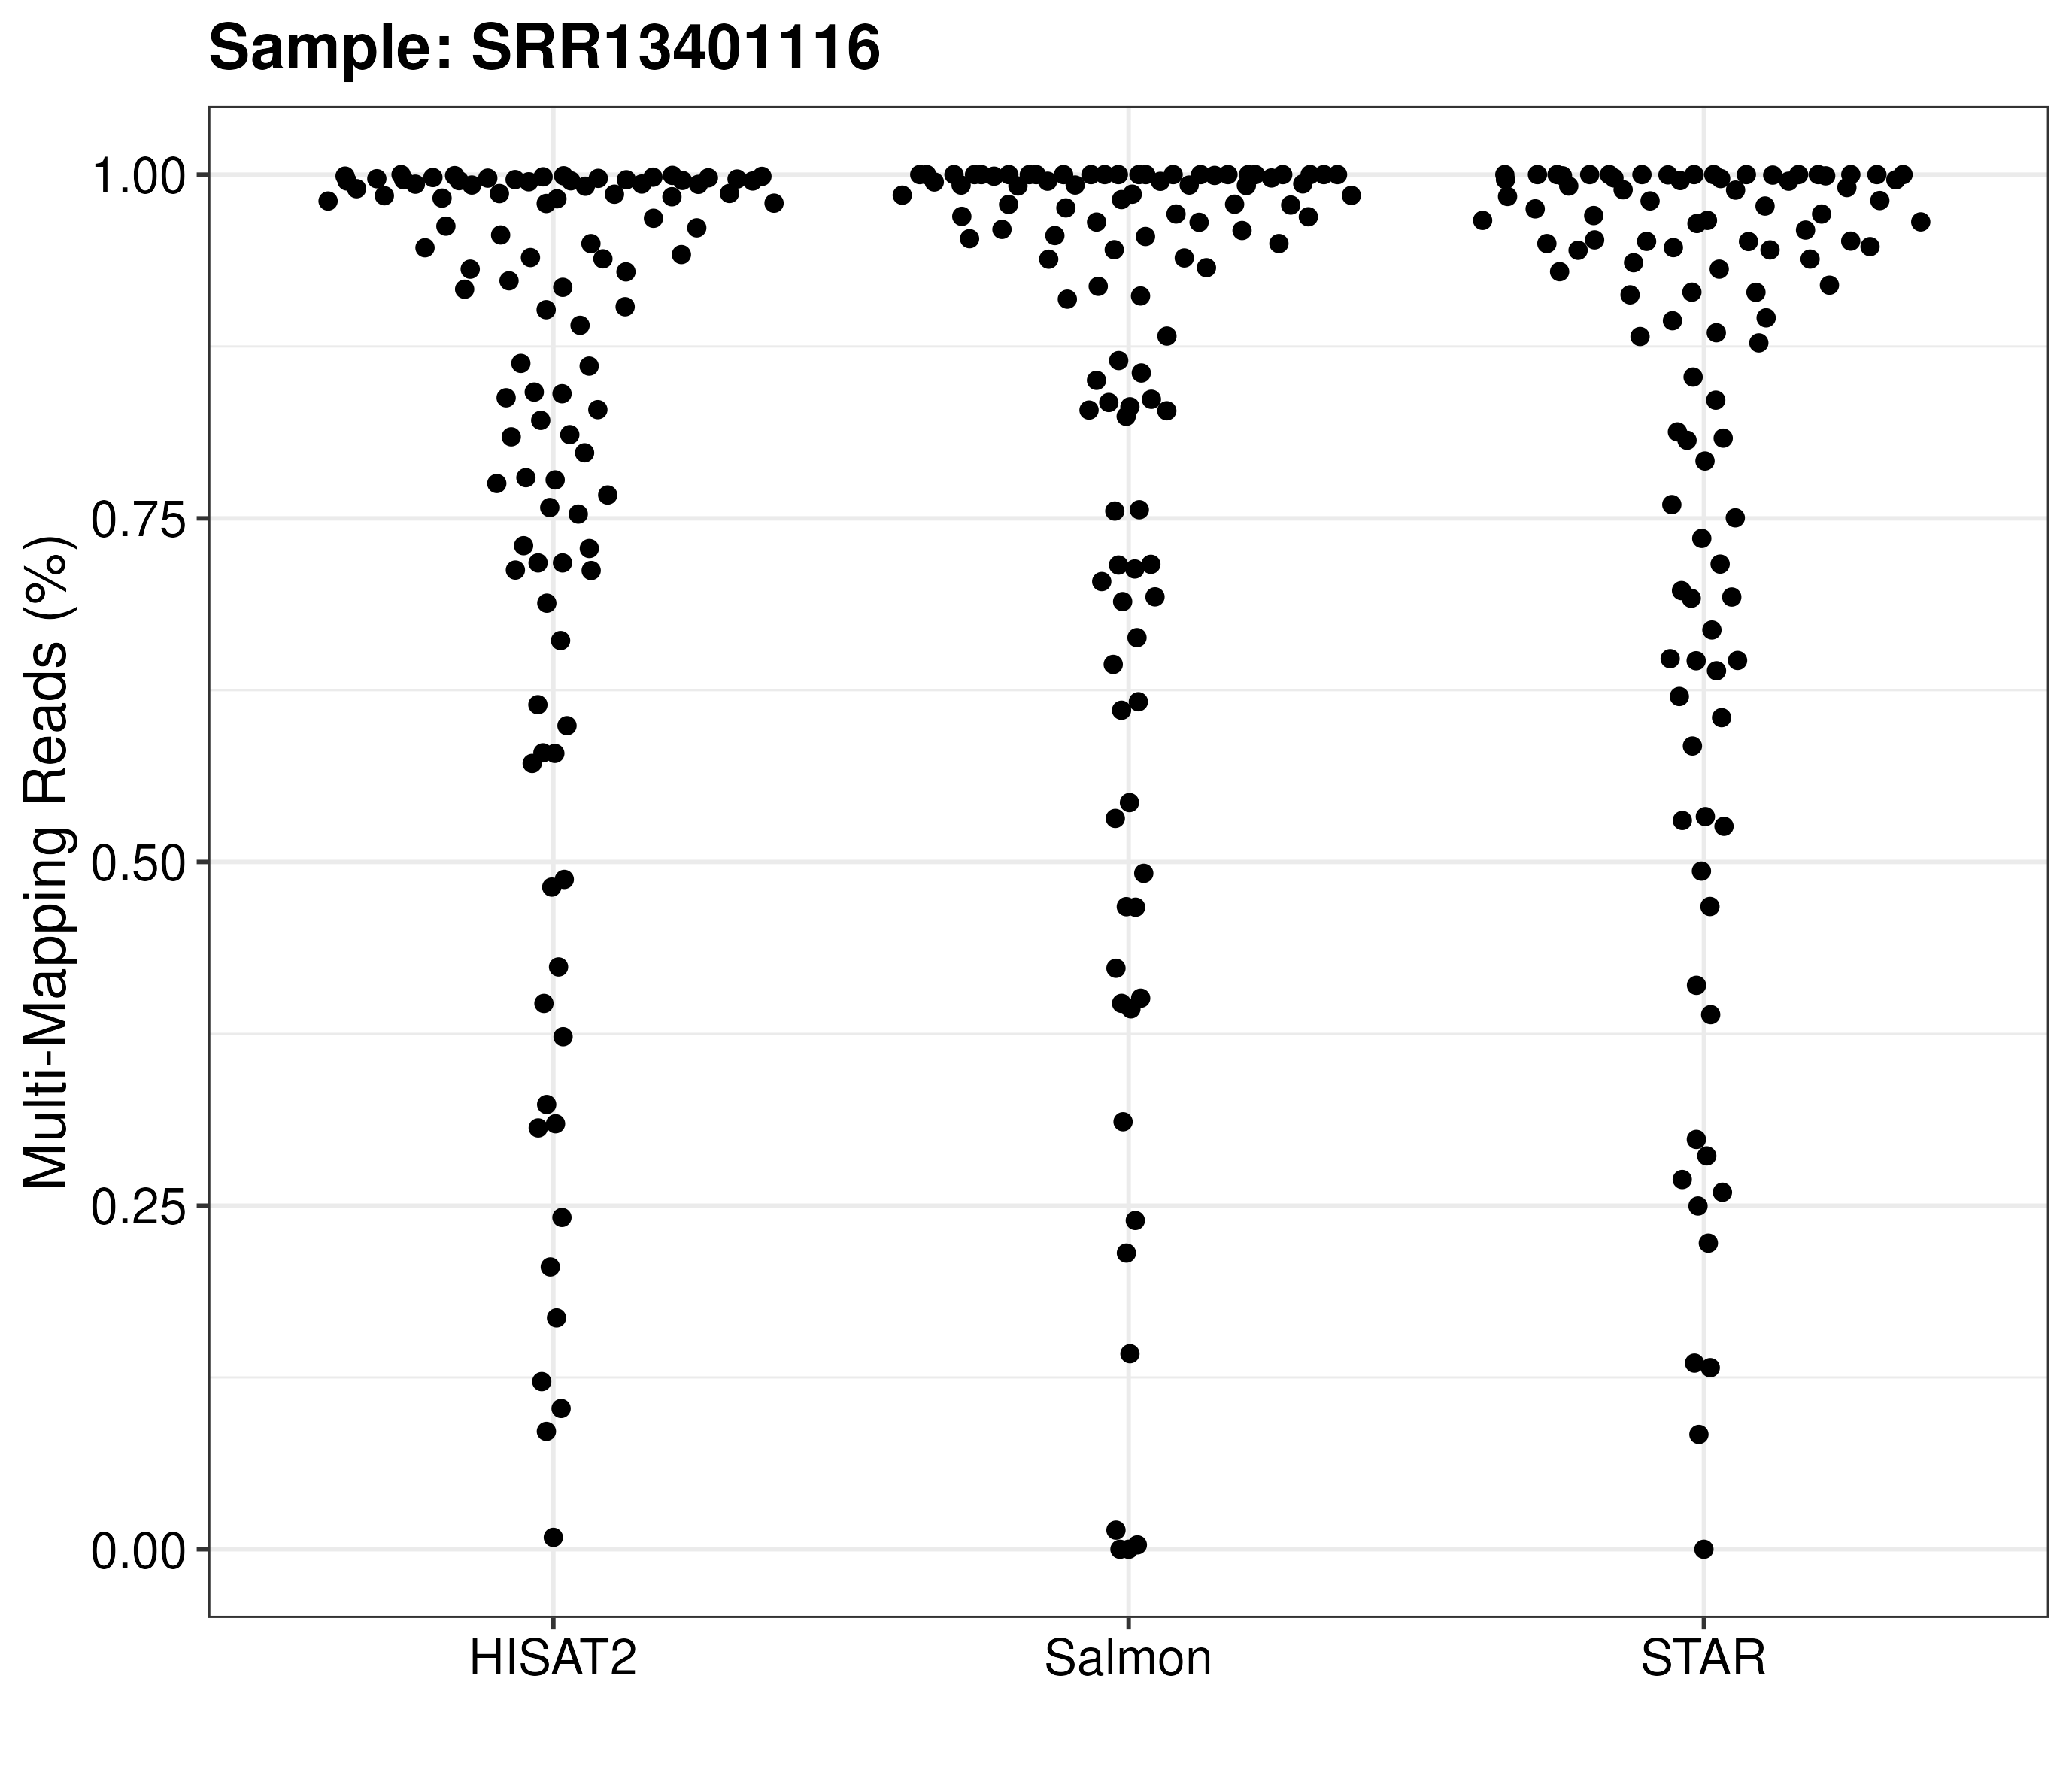 Sample: SRR13401116
Multi-Mapping Reads (%)
1.00
0.75
0.50
0.25
0.00
HISAT2
Salmon
STAR